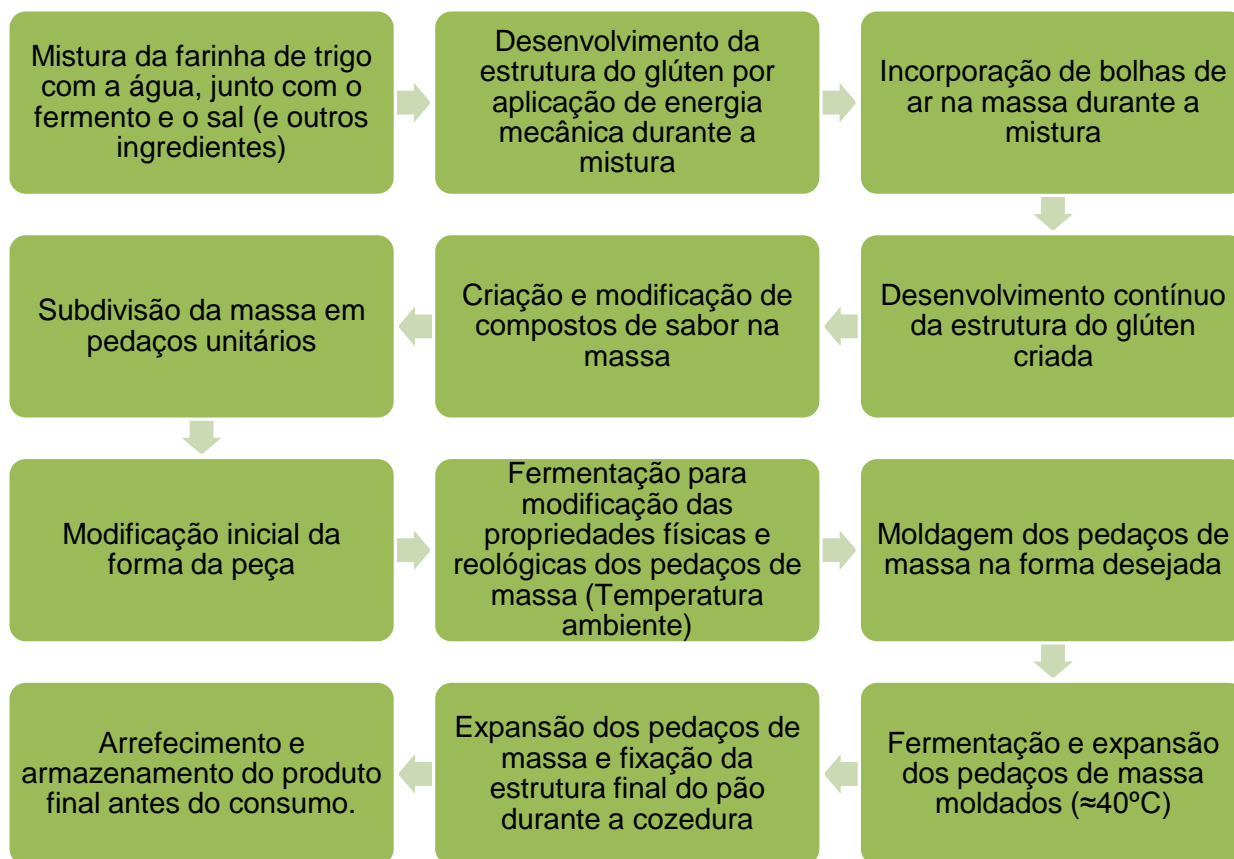 Mistura da farinha de trigo
com a água, junto com o
fermento e o sal (e outros
ingredientes)
Desenvolvimento da
estrutura do glúten por
aplicação de energia
mecânica durante a
mistura
Incorporação de bolhas de
ar na massa durante a
mistura
Desenvolvimento contínuo
da estrutura do glúten
criada
Criação e modificação de
compostos de sabor na
massa
Subdivisão da massa em
pedaços unitários
Modificação inicial da
forma da peça
Fermentação para
modificação das
propriedades físicas e
reológicas dos pedaços de
massa (Temperatura
ambiente)
Moldagem dos pedaços de
massa na forma desejada
Fermentação e expansão
dos pedaços de massa
moldados (≈40ºC)
Expansão dos pedaços de
massa e fixação da
estrutura final do pão
durante a cozedura
Arrefecimento e
armazenamento do produto
final antes do consumo.